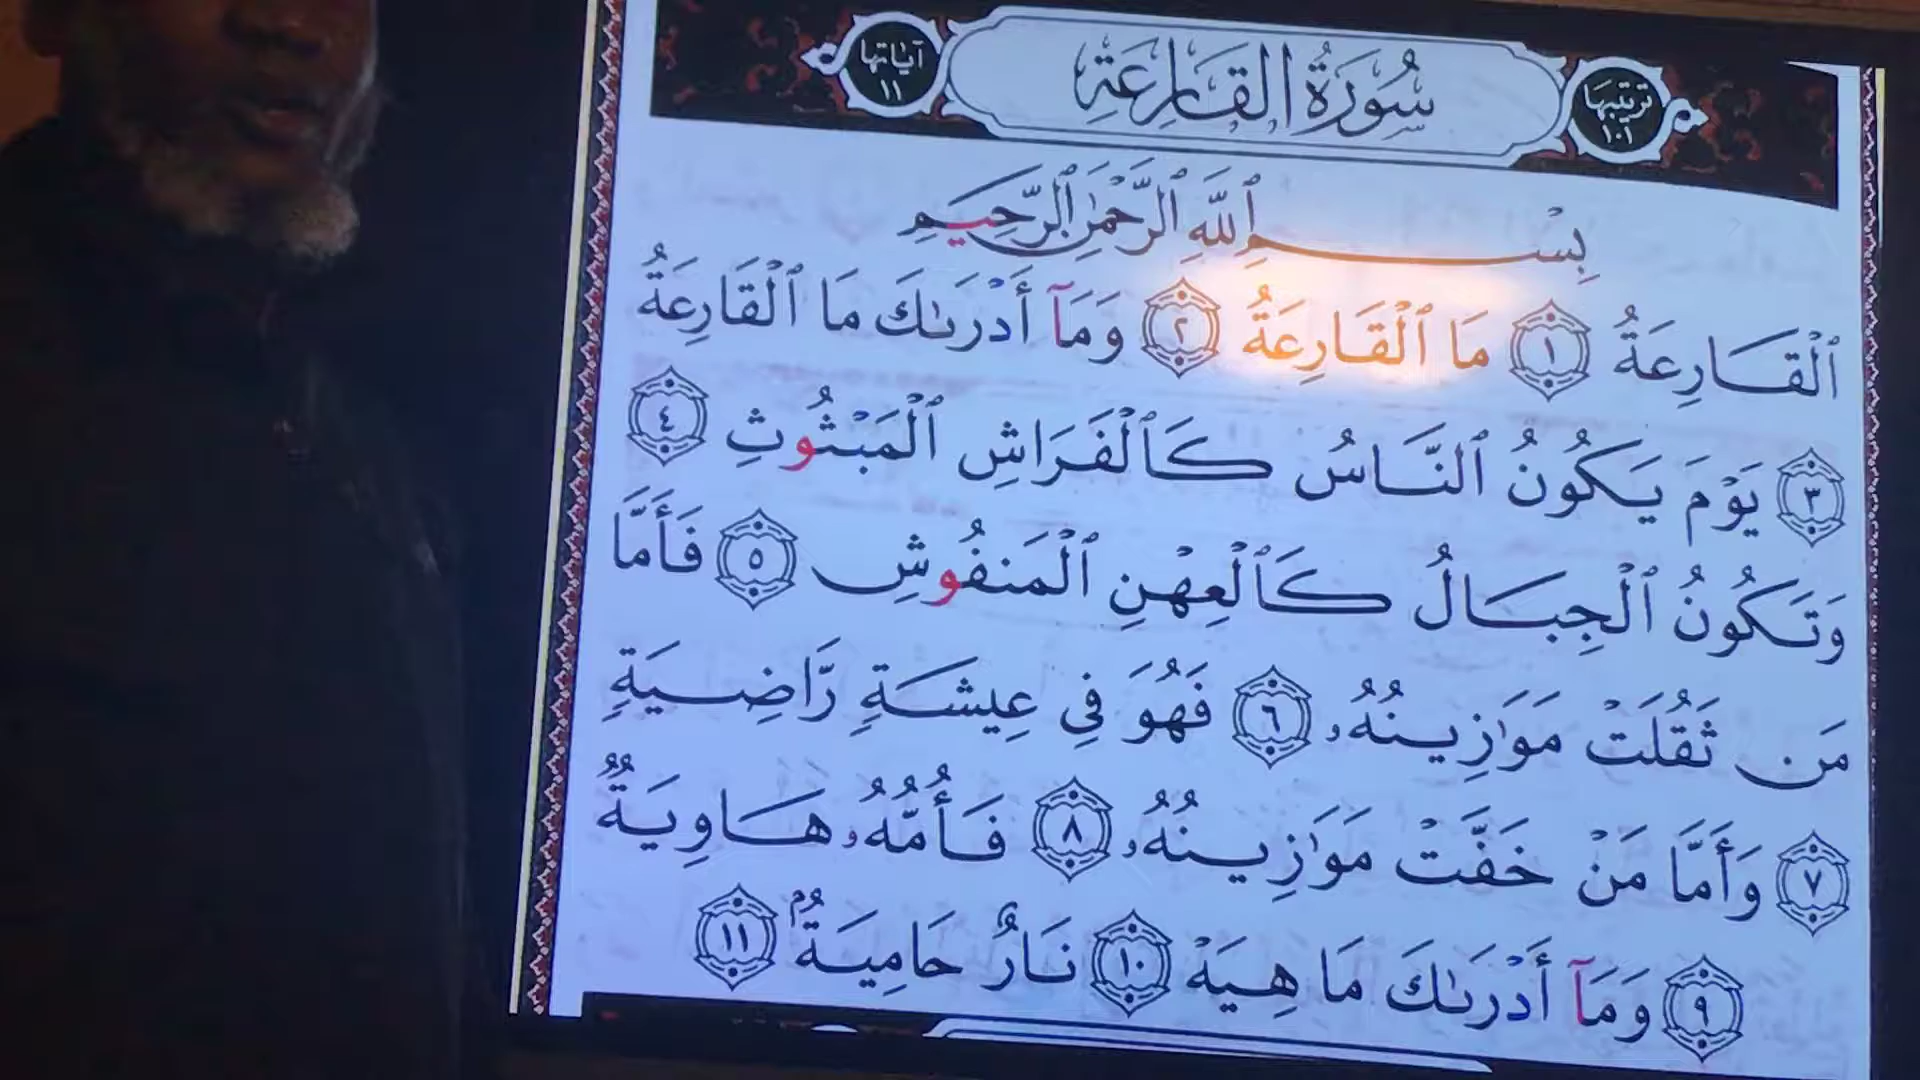 ترتيبها ١٠١
سُورَةُ القَارِعَةِ
آياتها ١١
بِسْمِ ٱللَّهِ ٱلرَّحْمَٰنِ ٱلرَّحِيمِ
ٱلْقَارِعَةُ ١ مَا ٱلْقَارِعَةُ ٢ وَمَآ أَدْرَىٰكَ مَا ٱلْقَارِعَةُ
٣ يَوْمَ يَكُونُ ٱلنَّاسُ كَٱلْفَرَاشِ ٱلْمَبْثُوثِ ٤
وَتَكُونُ ٱلْجِبَالُ كَٱلْعِهْنِ ٱلْمَنفُوشِ ٥ فَأَمَّا
مَن ثَقُلَتْ مَوَٰزِينُهُۥ ٦ فَهُوَ فِى عِيشَةٍ رَّاضِيَةٍ
٧ وَأَمَّا مَنْ خَفَّتْ مَوَٰزِينُهُۥ ٨ فَأُمُّهُۥ هَاوِيَةٌ
٩ وَمَآ أَدْرَىٰكَ مَا هِيَهْ ١٠ نَارٌ حَامِيَةٌۢ ١١